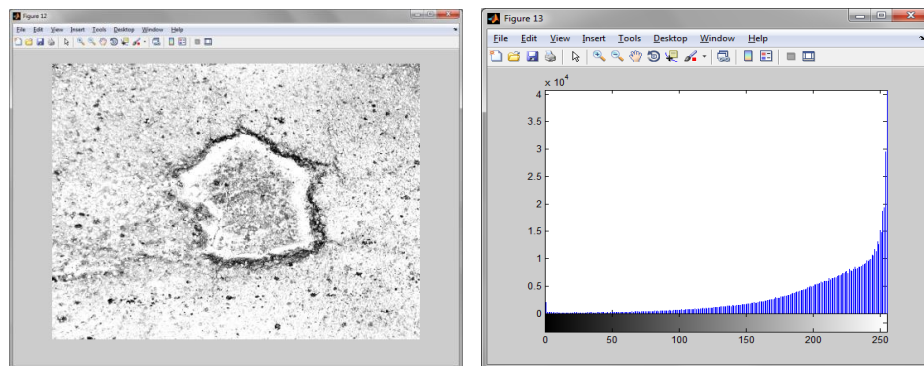 Figure 12
File Edit View Insert Tools Desktop Window Help
Figure 13
File Edit View Insert Tools Desktop Window Help
x 10⁴
4
3.5
3
2.5
2
1.5
1
0.5
0
0 50 100 150 200 250